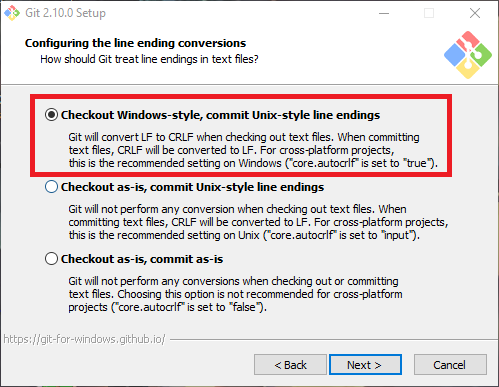 Git 2.10.0 Setup
Configuring the line ending conversions
How should Git treat line endings in text files?
Checkout Windows-style, commit Unix-style line endings
Git will convert LF to CRLF when checking out text files. When committing
text files, CRLF will be converted to LF. For cross-platform projects,
this is the recommended setting on Windows ("core.autocrlf" is set to "true").
Checkout as-is, commit Unix-style line endings
Git will not perform any conversion when checking out text files. When
committing text files, CRLF will be converted to LF. For cross-platform projects,
this is the recommended setting on Unix ("core.autocrlf" is set to "input").
Checkout as-is, commit as-is
Git will not perform any conversions when checking out or committing
text files. Choosing this option is not recommended for cross-platform
projects ("core.autocrlf" is set to "false").
https://git-for-windows.github.io/
< Back
Next >
Cancel